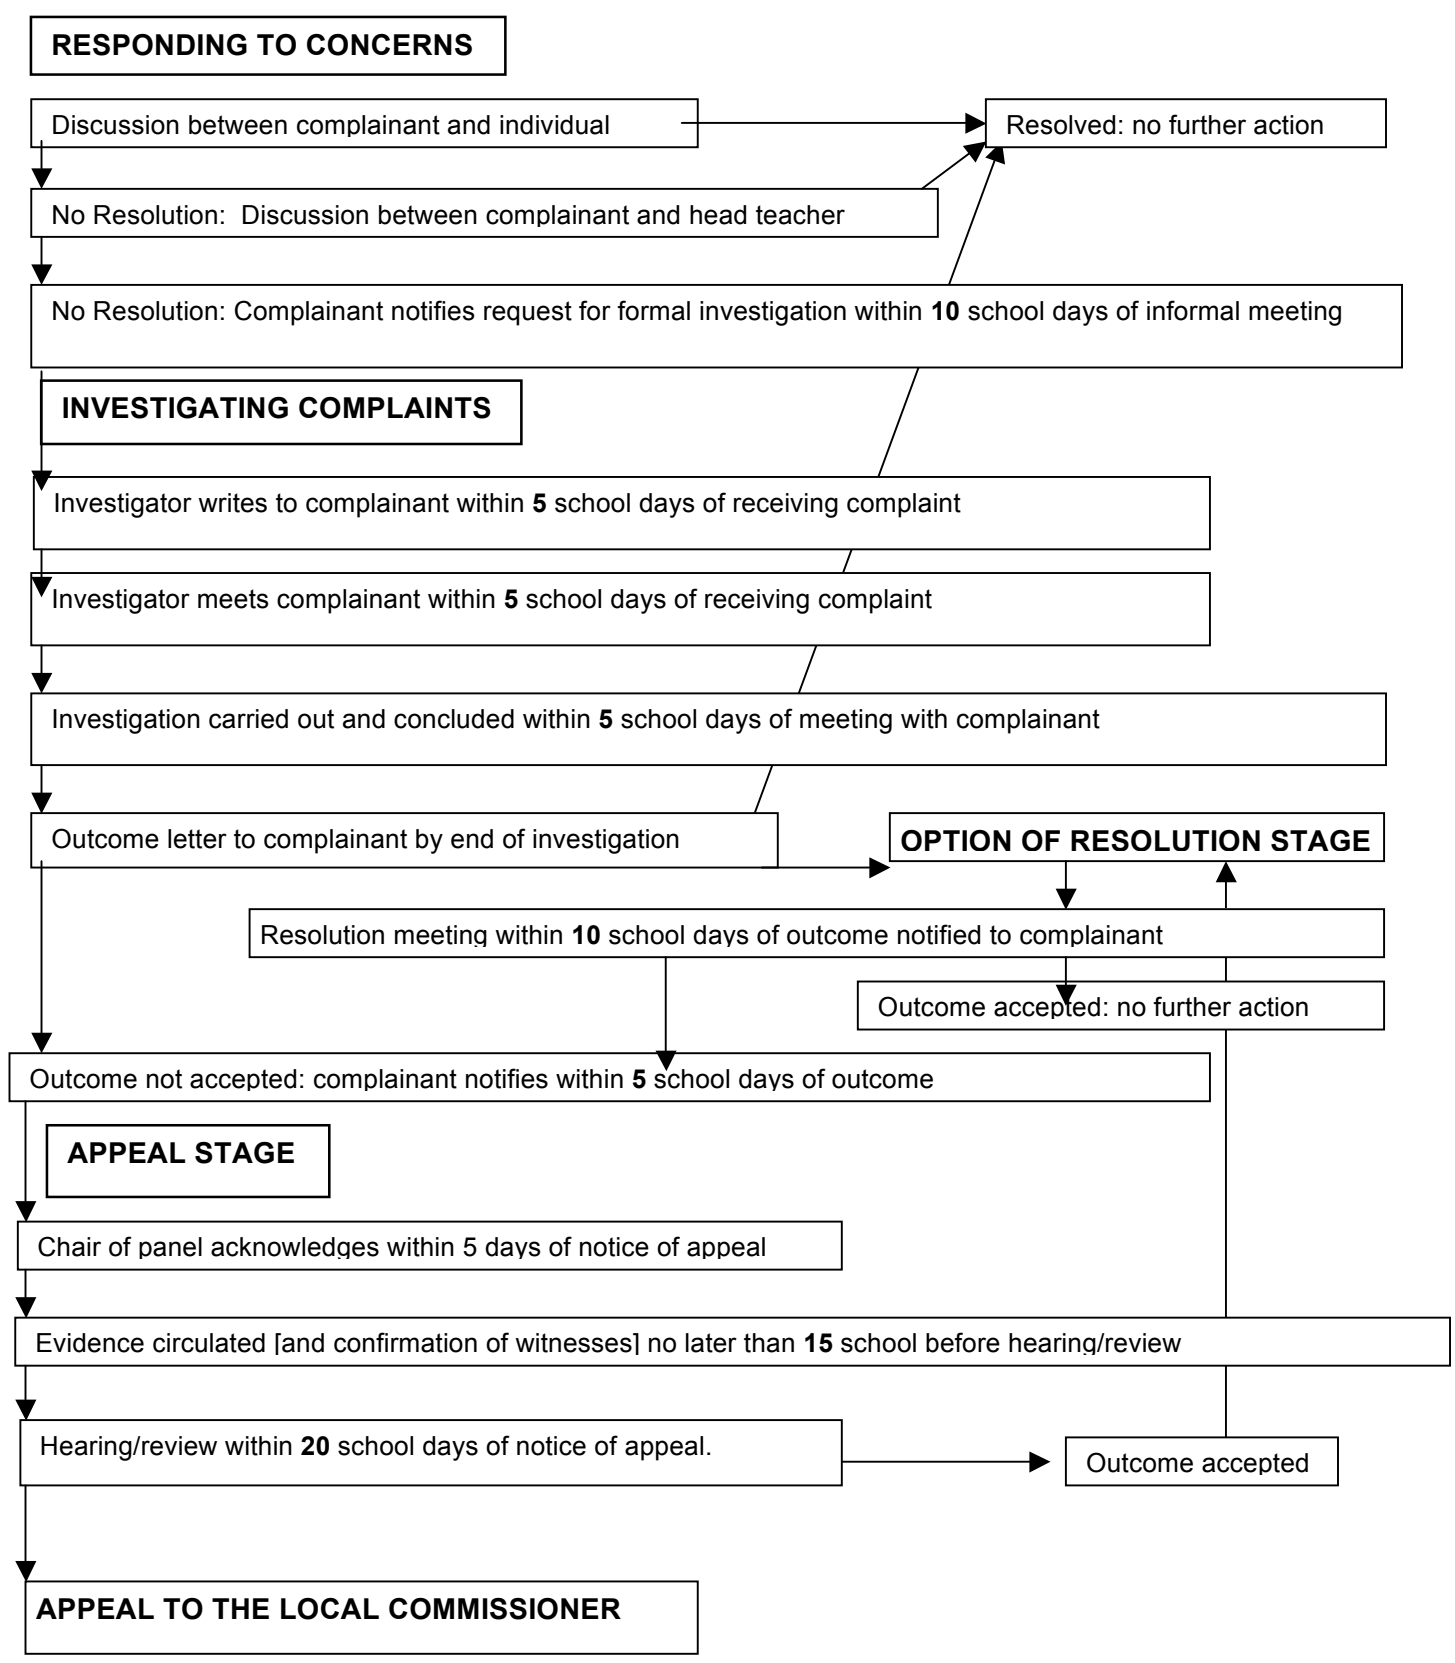 RESPONDING TO CONCERNS
Discussion between complainant and individual
Resolved: no further action
No Resolution:  Discussion between complainant and head teacher
No Resolution: Complainant notifies request for formal investigation within 10 school days of informal meeting
INVESTIGATING COMPLAINTS
Investigator writes to complainant within 5 school days of receiving complaint
Investigator meets complainant within 5 school days of receiving complaint
Investigation carried out and concluded within 5 school days of meeting with complainant
Outcome letter to complainant by end of investigation
OPTION OF RESOLUTION STAGE
Resolution meeting within 10 school days of outcome notified to complainant
Outcome accepted: no further action
Outcome not accepted: complainant notifies within 5 school days of outcome
APPEAL STAGE
Chair of panel acknowledges within 5 days of notice of appeal
Evidence circulated [and confirmation of witnesses] no later than 15 school before hearing/review
Hearing/review within 20 school days of notice of appeal.
Outcome accepted
APPEAL TO THE LOCAL COMMISSIONER